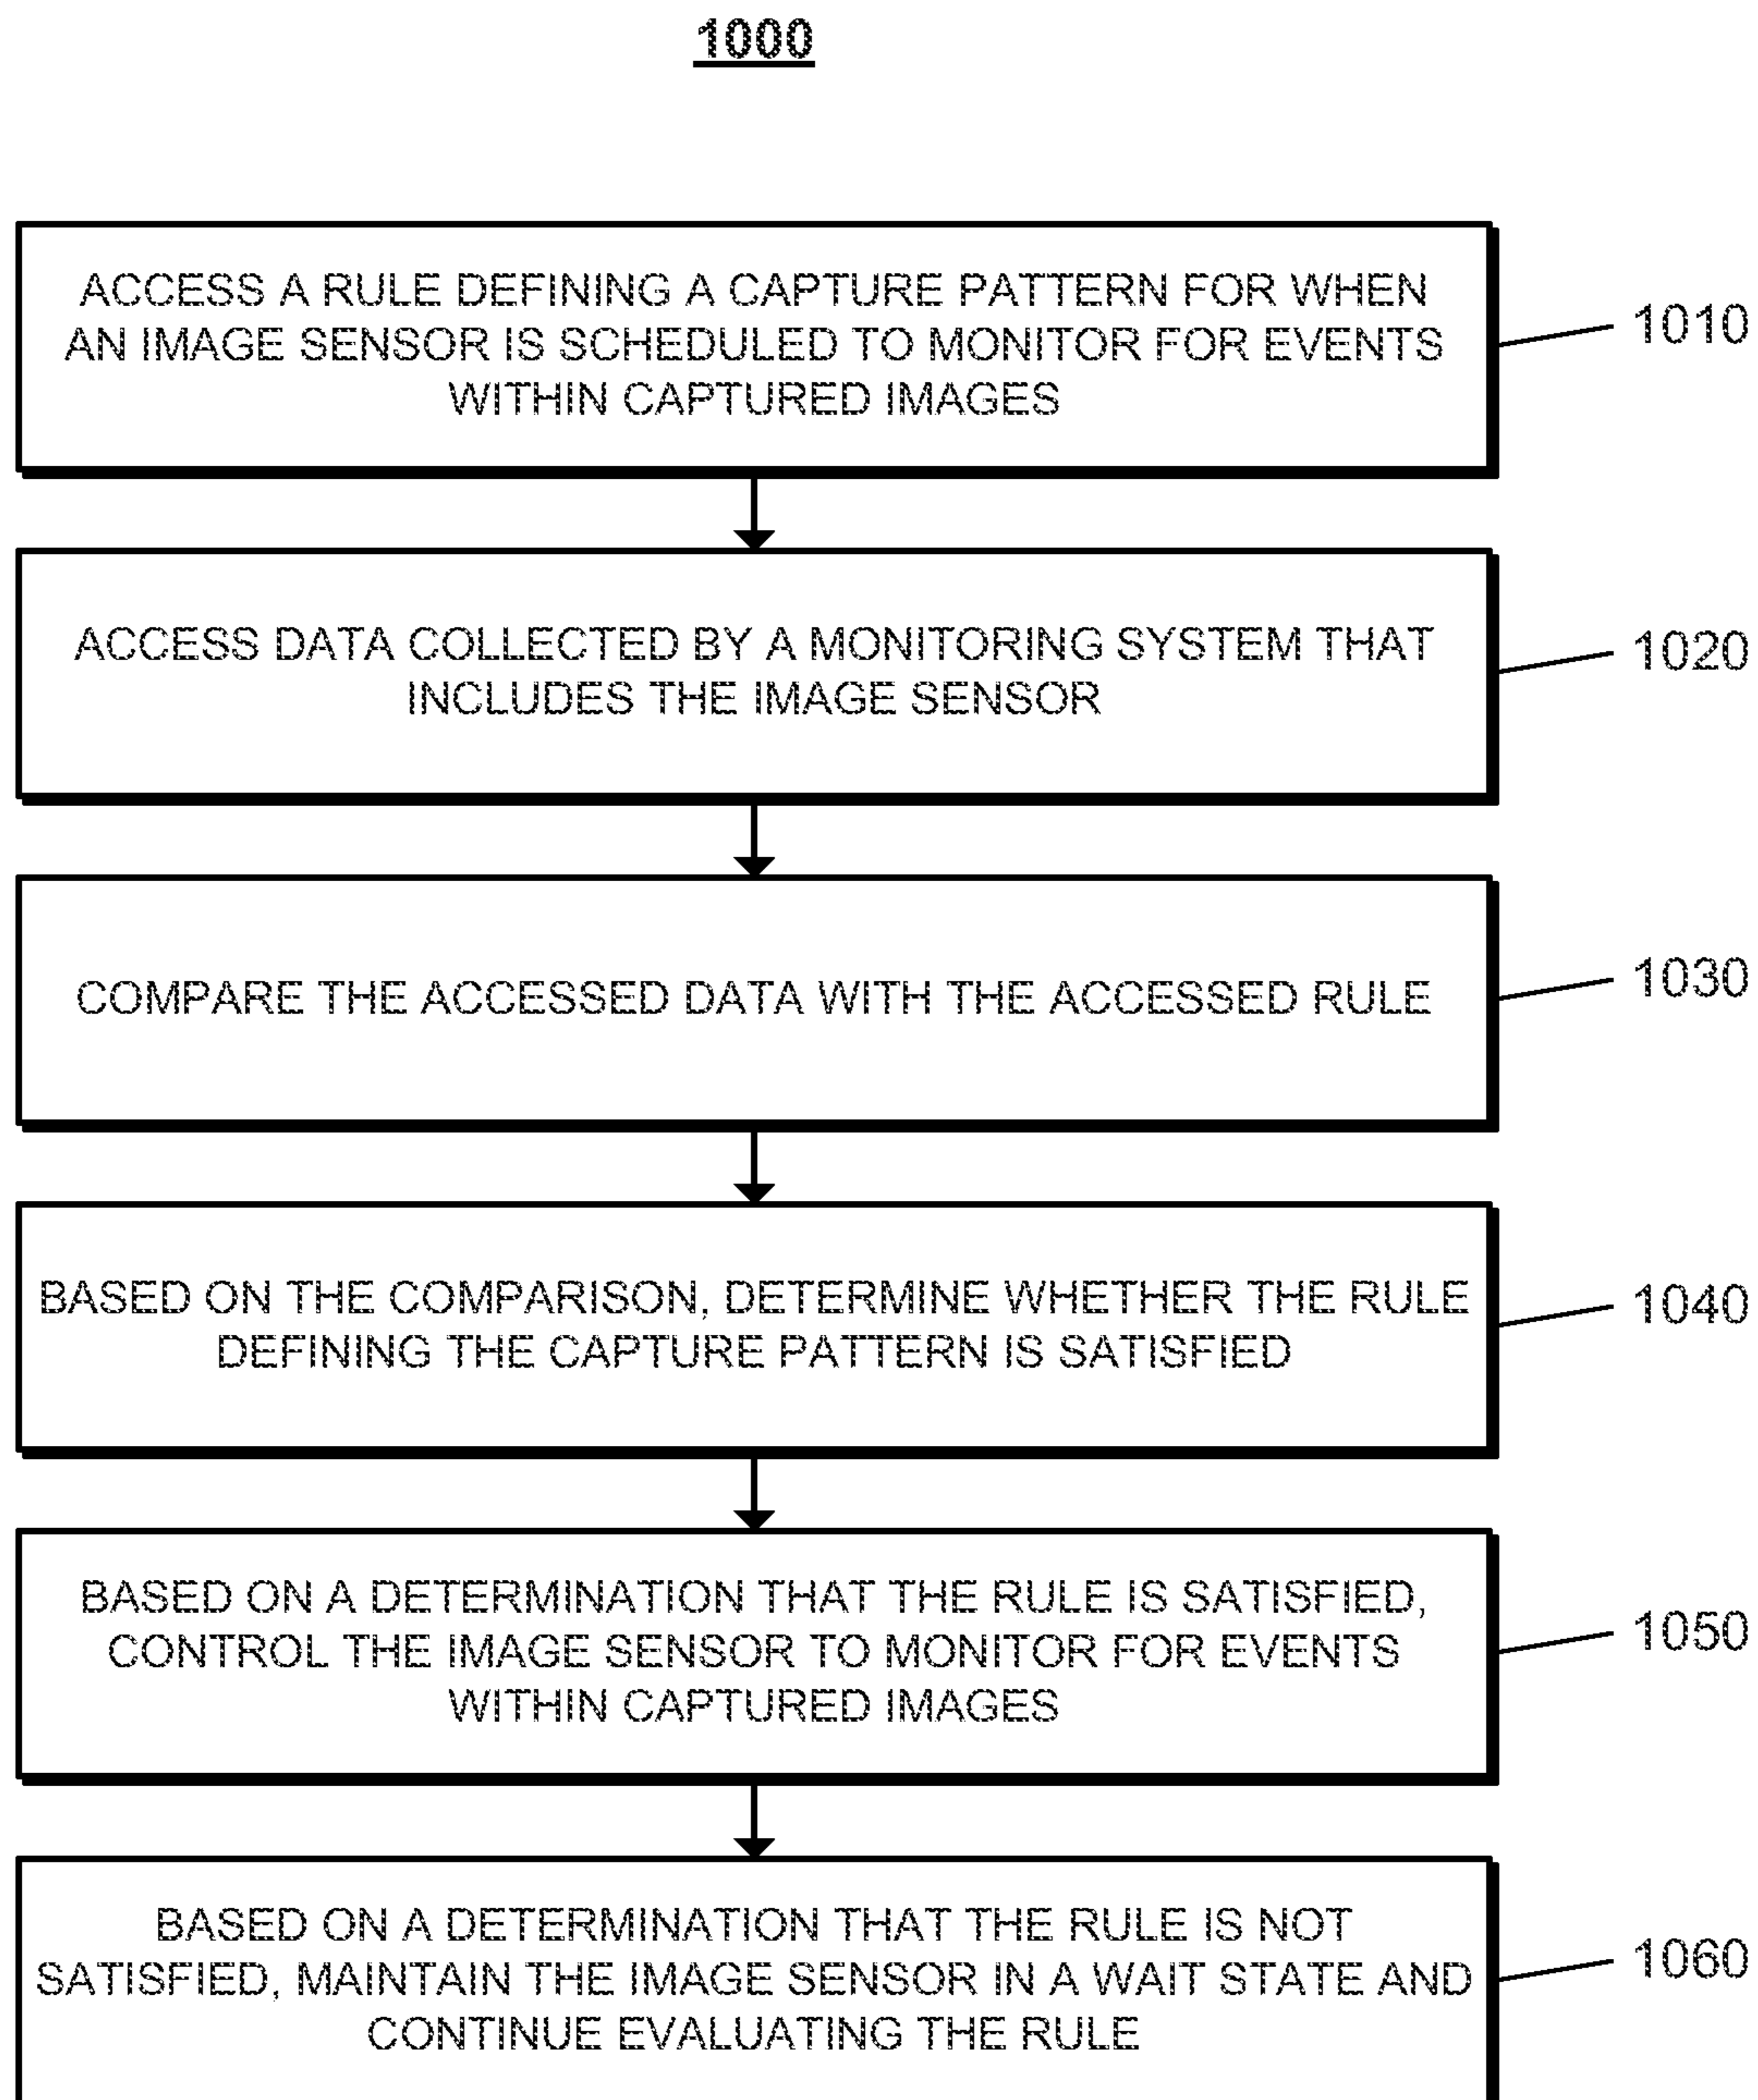 1000
ACCESS A RULE DEFINING A CAPTURE PATTERN FOR WHEN
AN IMAGE SENSOR IS SCHEDULED TO MONITOR FOR EVENTS
WITHIN CAPTURED IMAGES
1010
ACCESS DATA COLLECTED BY A MONITORING SYSTEM THAT
INCLUDES THE IMAGE SENSOR
1020
COMPARE THE ACCESSED DATA WITH THE ACCESSED RULE
1030
BASED ON THE COMPARISON, DETERMINE WHETHER THE RULE
DEFINING THE CAPTURE PATTERN IS SATISFIED
1040
BASED ON A DETERMINATION THAT THE RULE IS SATISFIED,
CONTROL THE IMAGE SENSOR TO MONITOR FOR EVENTS
WITHIN CAPTURED IMAGES
1050
BASED ON A DETERMINATION THAT THE RULE IS NOT
SATISFIED, MAINTAIN THE IMAGE SENSOR IN A WAIT STATE AND
CONTINUE EVALUATING THE RULE
1060